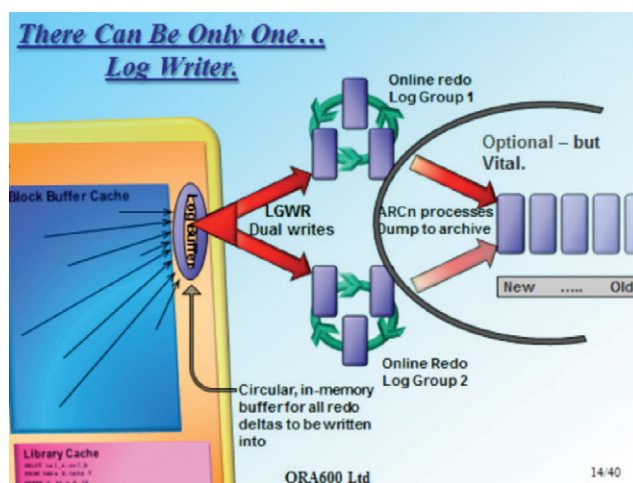 There Can Be Only One…
Log Writer.
Online redo
Log Group 1
Optional – but
Vital.
Block Buffer Cache
Log Buffer
LGWR
Dual writes
ARCn processes
Dump to archive
New ..... Old
Online Redo
Log Group 2
Circular, in-memory
buffer for all redo
deltas to be written
into
Library Cache
ORA600 Ltd
14/40